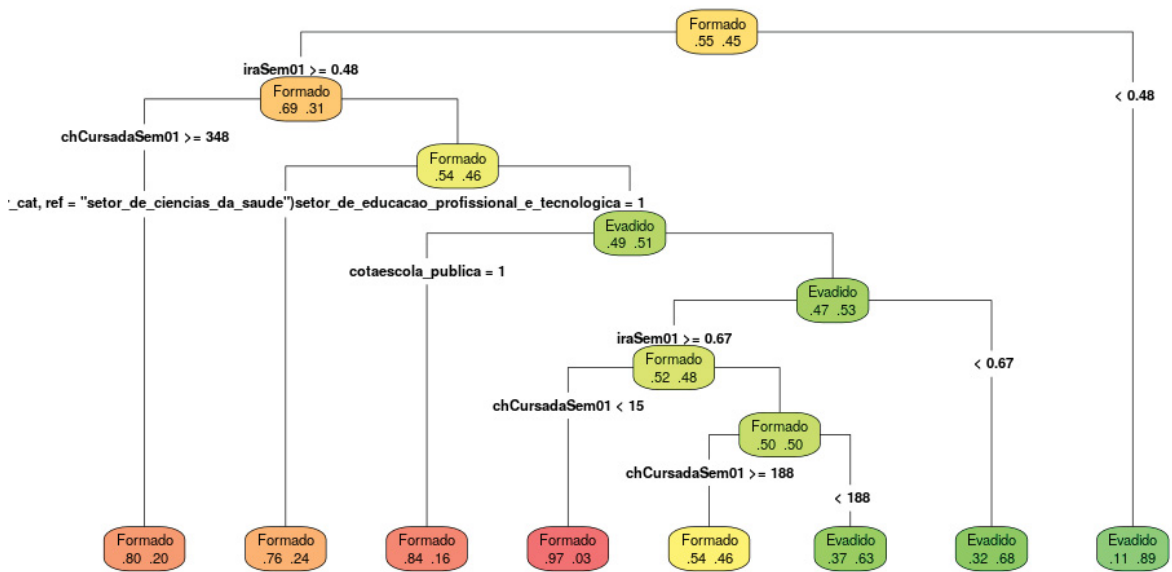 Formado
.55 .45
iraSem01 >= 0.48
< 0.48
Formado
.69 .31
chCursadaSem01 >= 348
Formado
.54 .46
_cat, ref = "setor_de_ciencias_da_saude")setor_de_educacao_profissional_e_tecnologica = 1
Evadido
.49 .51
cotaescola_publica = 1
Evadido
.47 .53
iraSem01 >= 0.67
< 0.67
Formado
.52 .48
chCursadaSem01 < 15
Formado
.50 .50
chCursadaSem01 >= 188
< 188
Formado
.80 .20
Formado
.76 .24
Formado
.84 .16
Formado
.97 .03
Formado
.54 .46
Evadido
.37 .63
Evadido
.32 .68
Evadido
.11 .89